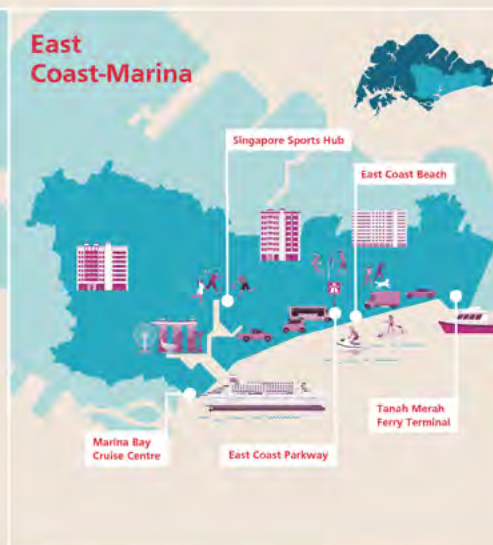 East
Coast-Marina
Singapore Sports Hub
East Coast Beach
Tanah Merah
Ferry Terminal
Marina Bay
Cruise Centre
East Coast Parkway